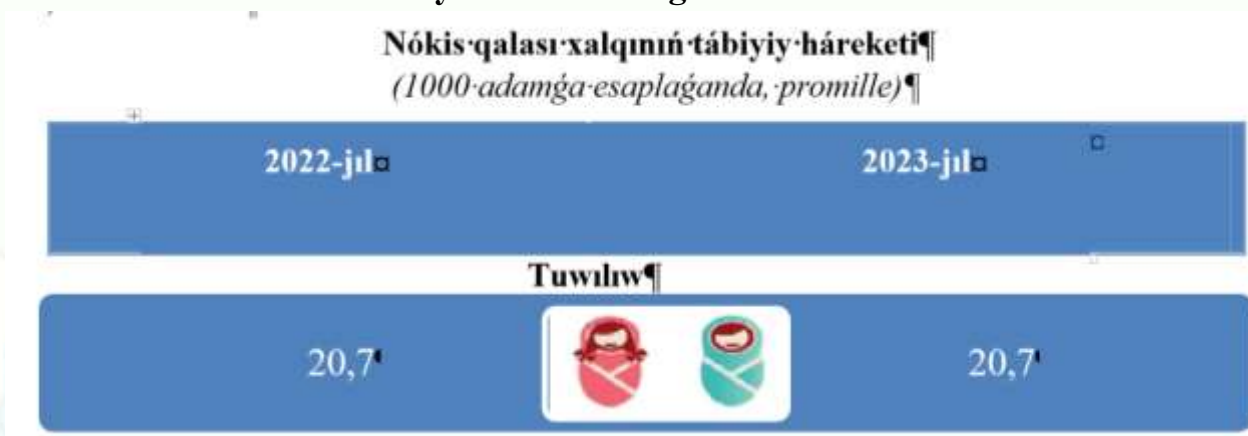 Nókis qalası xalqınıń tábiyiy háreketi¶
(1000 adamǵa esaplaǵanda, promille)¶
2022-jıl 2023-jıl
Tuwılıw¶
20,7 20,7